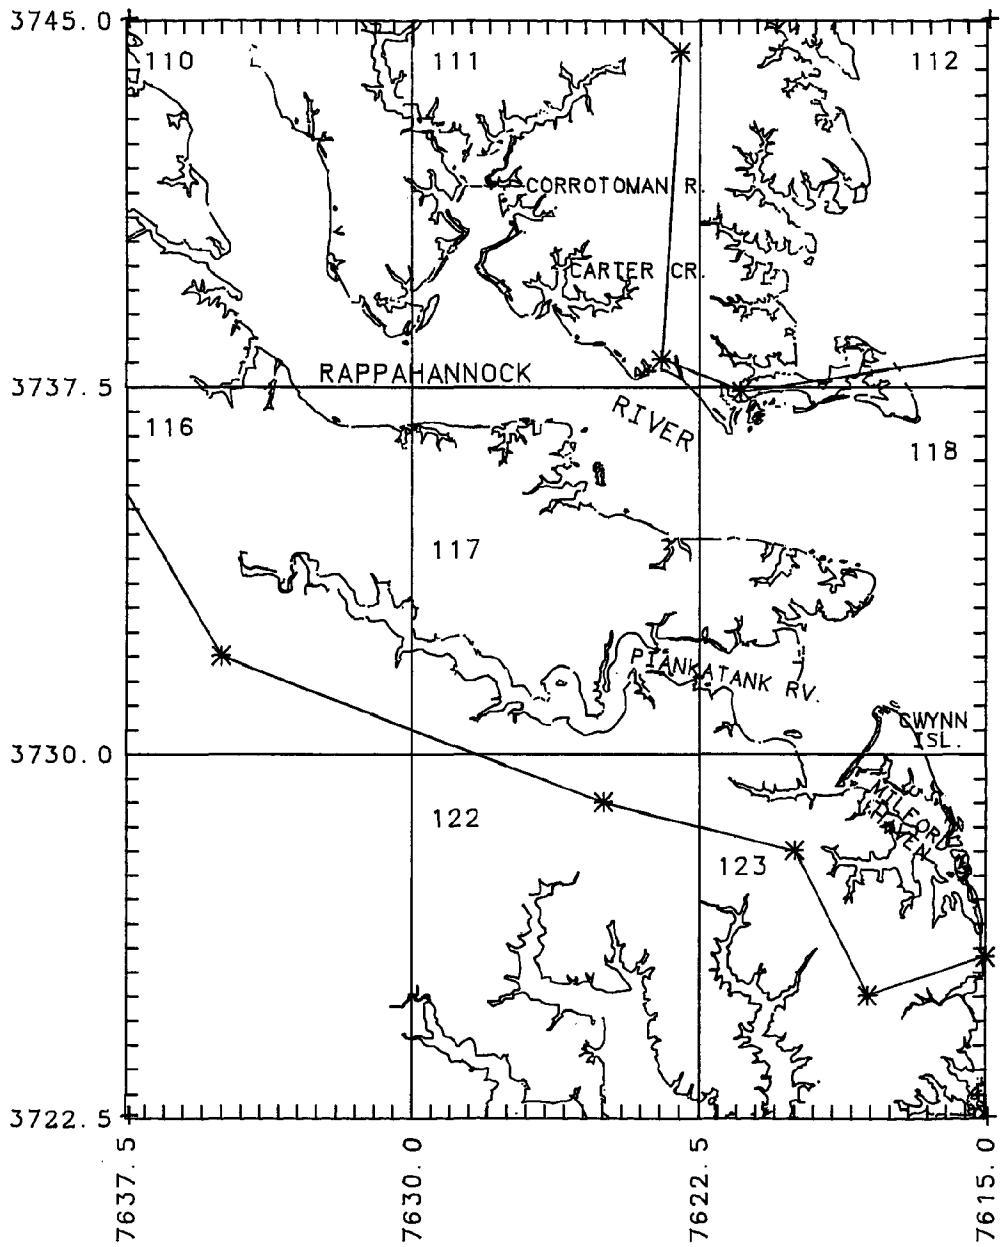 3745.0
110
111
112
CORROTOMAN R.
CARTER CR.
RAPPAHANNOCK
3737.5
RIVER
116
118
117
PIANKATANK RV.
GWYNN
ISL.
3730.0
MILFORD
HAVEN
122
123
3722.5
7637.5
7630.0
7622.5
7615.0